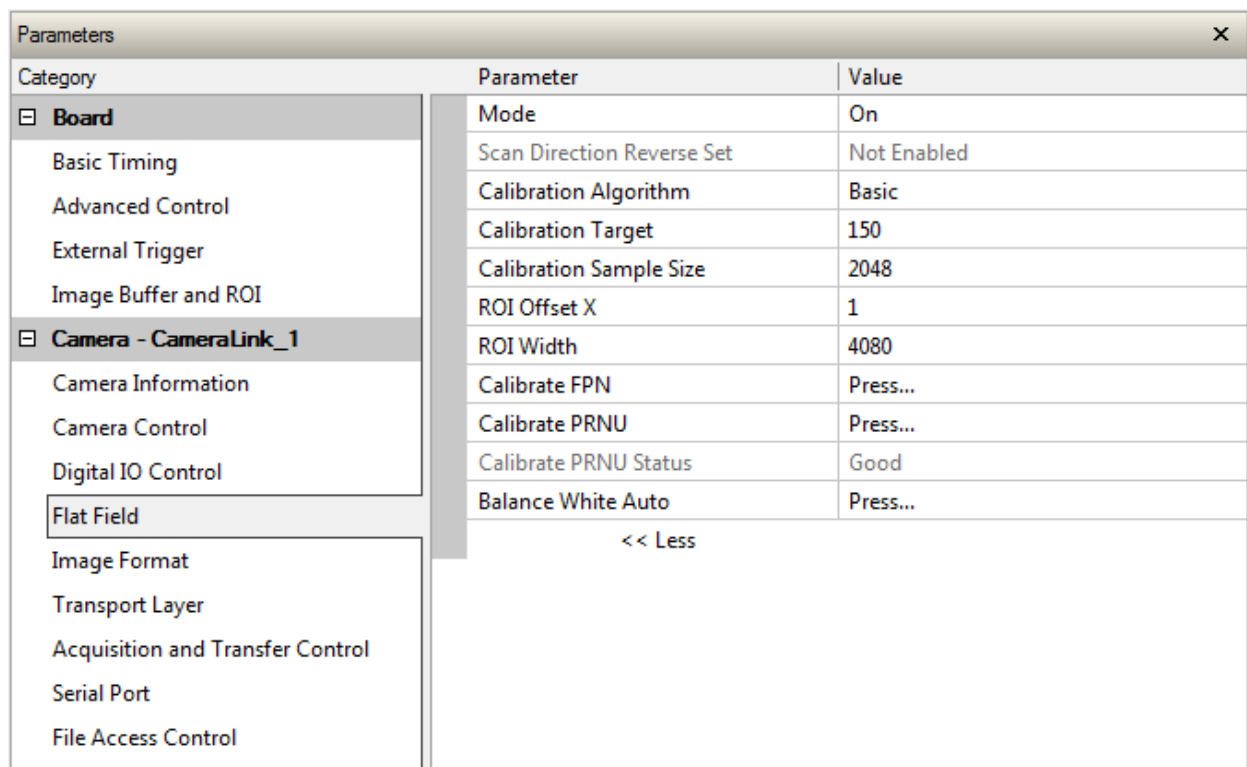 Parameters
Category
Parameter Value
Board
Basic Timing
Advanced Control
External Trigger
Image Buffer and ROI
Camera - CameraLink_1
Camera Information
Camera Control
Digital IO Control
Flat Field
Image Format
Transport Layer
Acquisition and Transfer Control
Serial Port
File Access Control
Mode On
Scan Direction Reverse Set Not Enabled
Calibration Algorithm Basic
Calibration Target 150
Calibration Sample Size 2048
ROI Offset X 1
ROI Width 4080
Calibrate FPN Press...
Calibrate PRNU Press...
Calibrate PRNU Status Good
Balance White Auto Press...
<< Less